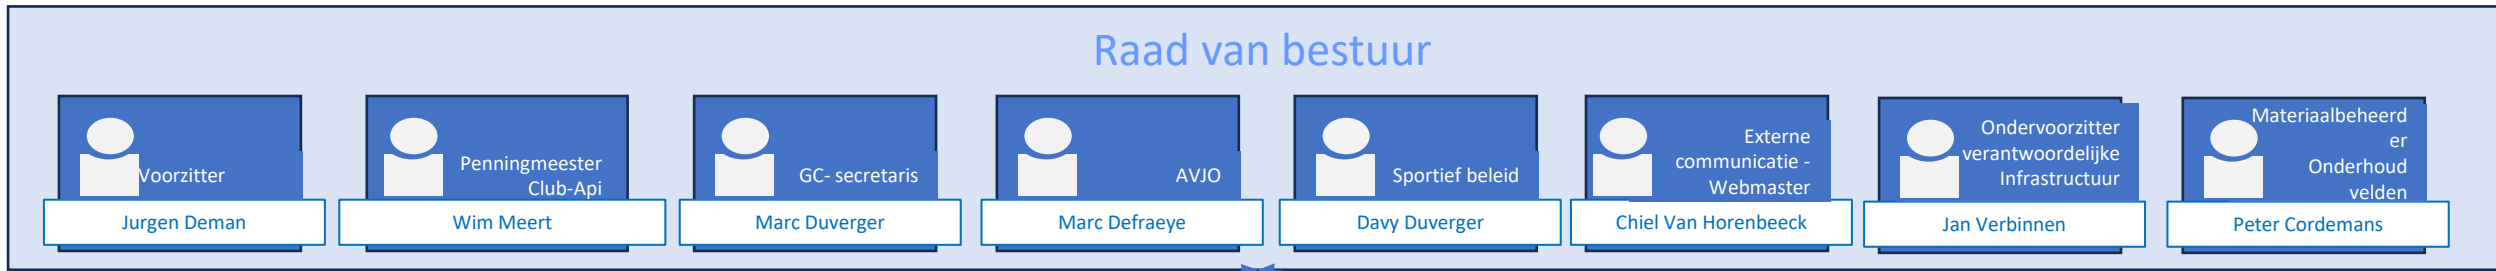 Raad van bestuur
Voorzitter
Jurgen Deman
Penningmeester
Club-Api
Wim Meert
GC- secretaris
Marc Duverger
AVJO
Marc Defraeye
Sportief beleid
Davy Duverger
Externe
communicatie -
Webmaster
Chiel Van Horenbeeck
Ondervoorzitter
verantwoordelijke
Infrastructuur
Jan Verbinnen
Materiaalbeheerd
er
Onderhoud
velden
Peter Cordemans